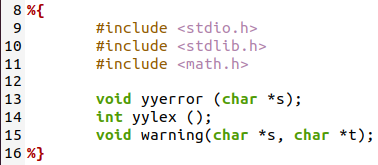 8 %{
9 #include <stdio.h>
10 #include <stdlib.h>
11 #include <math.h>
12
13 void yyerror (char *s);
14 int yylex ();
15 void warning(char *s, char *t);
16 %}